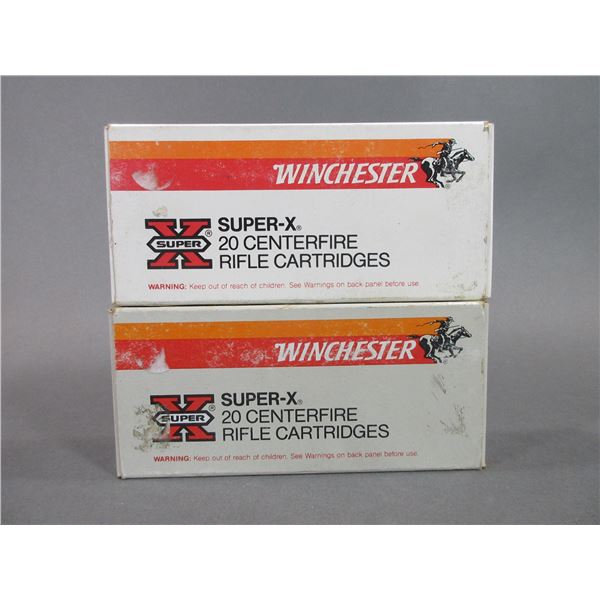 WINCHESTER
SUPER-X®
X SUPER ®
20 CENTERFIRE
RIFLE CARTRIDGES
WARNING: Keep out of reach of children. See Warnings on back panel before use.
WINCHESTER
SUPER-X®
X SUPER ®
20 CENTERFIRE
RIFLE CARTRIDGES
WARNING: Keep out of reach of children. See Warnings on back panel before use.